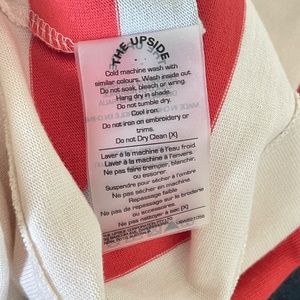 THE UPSIDE
Cold machine wash with
similar colours. Wash inside out.
Do not soak, bleach or wring.
Hang dry in shade.
Do not tumble dry.
Cool iron.
Do not iron on embroidery or
trims.
Do not Dry Clean [X]
Laver à la machine à l'eau froid.
Laver à la machine à l'envers.
Ne pas faire tremper, blanchir,
ou essorer
Suspendre pour sécher a l'ombre
Ne pas sécher en machine.
Repassage faible
Ne pas de repassage sur le broderie
ou accessoires.
Ne pas nettoyer à sec [X]